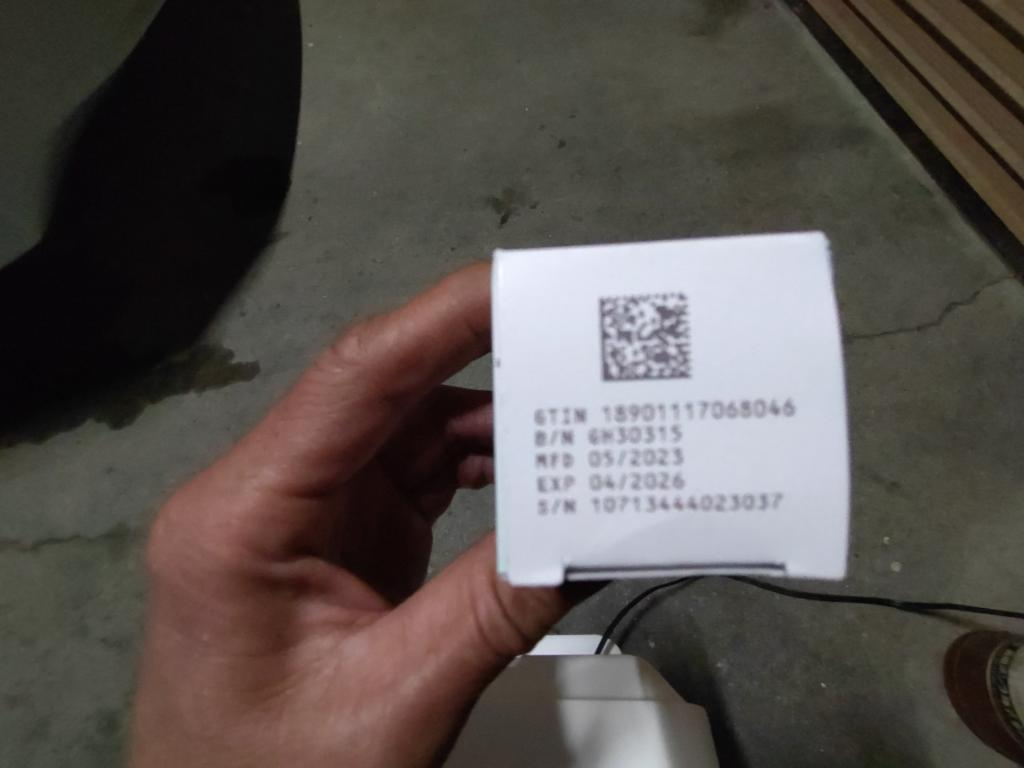 GTIN 18901117068046
B/N GH30315
MFD 05/2023
EXP 04/2026
S/N 10713444023037